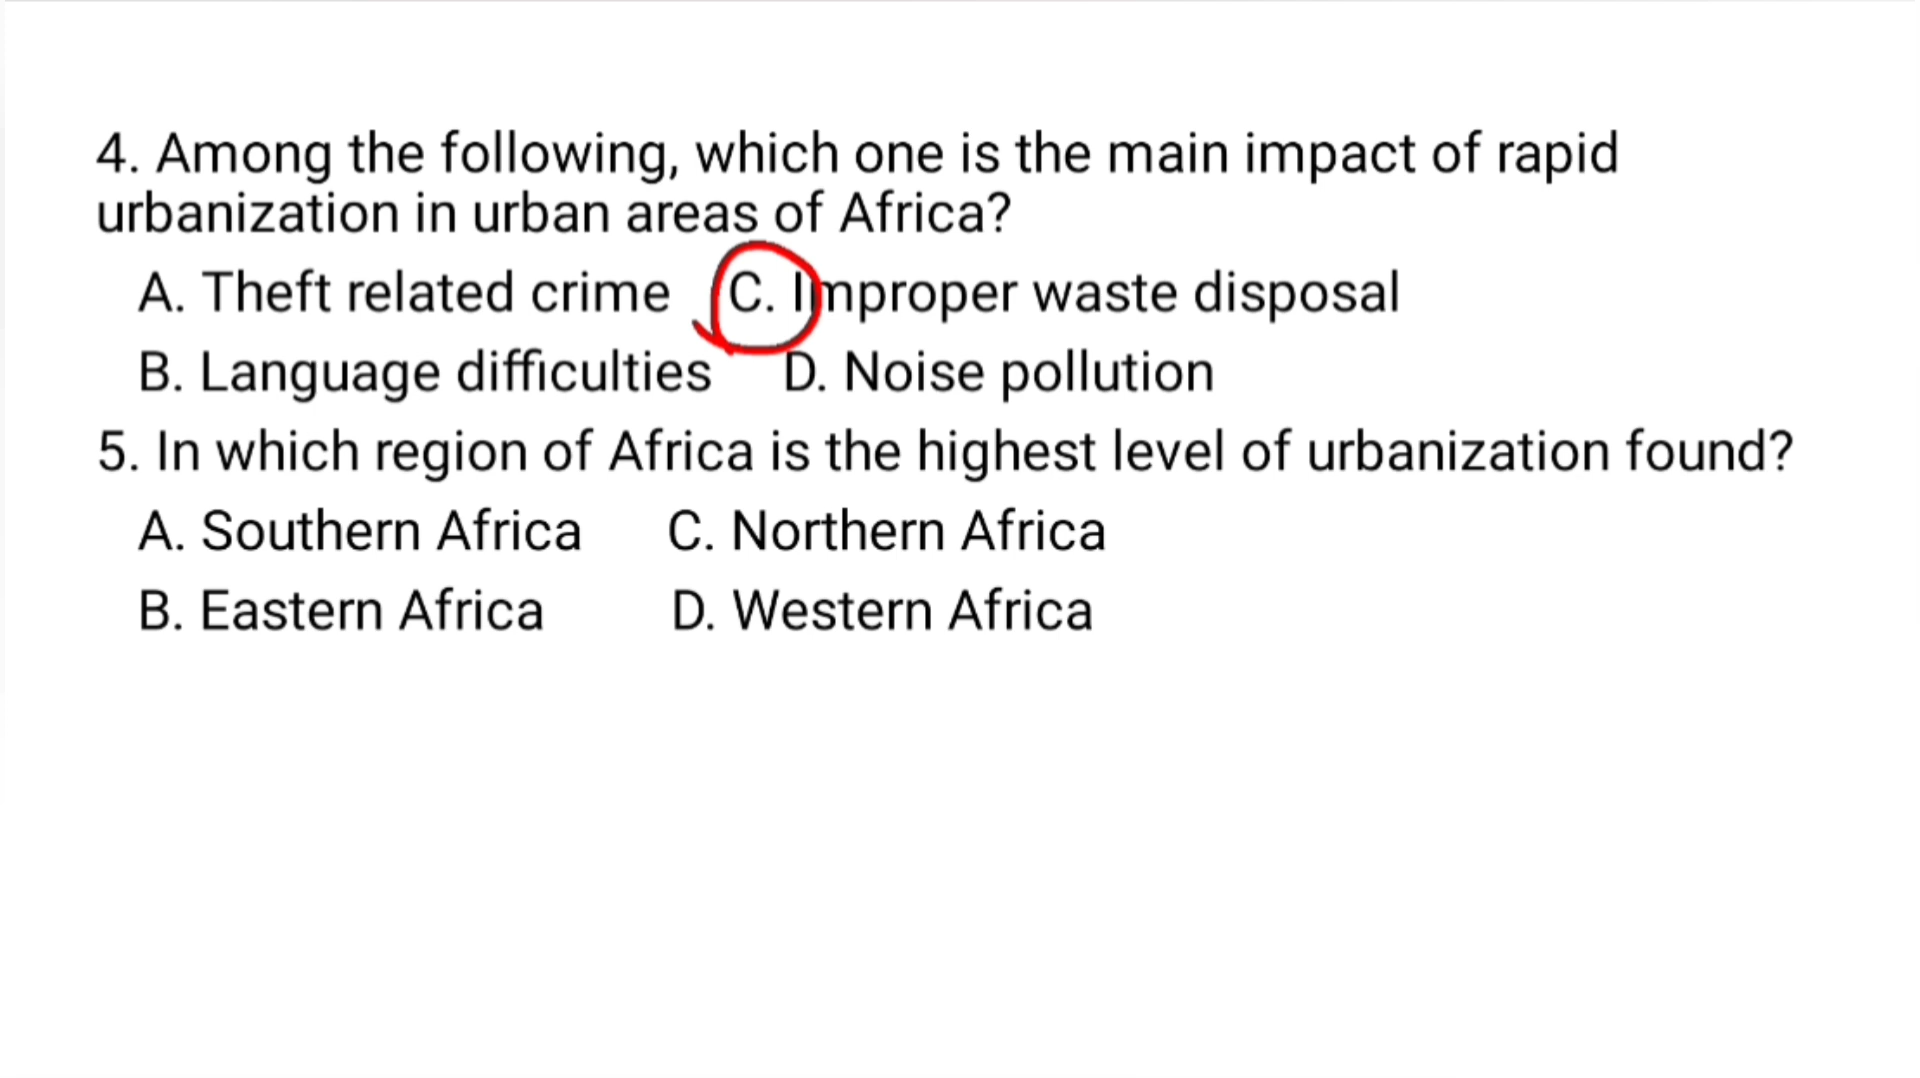 4. Among the following, which one is the main impact of rapid
urbanization in urban areas of Africa?
A. Theft related crime C. Improper waste disposal
B. Language difficulties D. Noise pollution
5. In which region of Africa is the highest level of urbanization found?
A. Southern Africa C. Northern Africa
B. Eastern Africa D. Western Africa